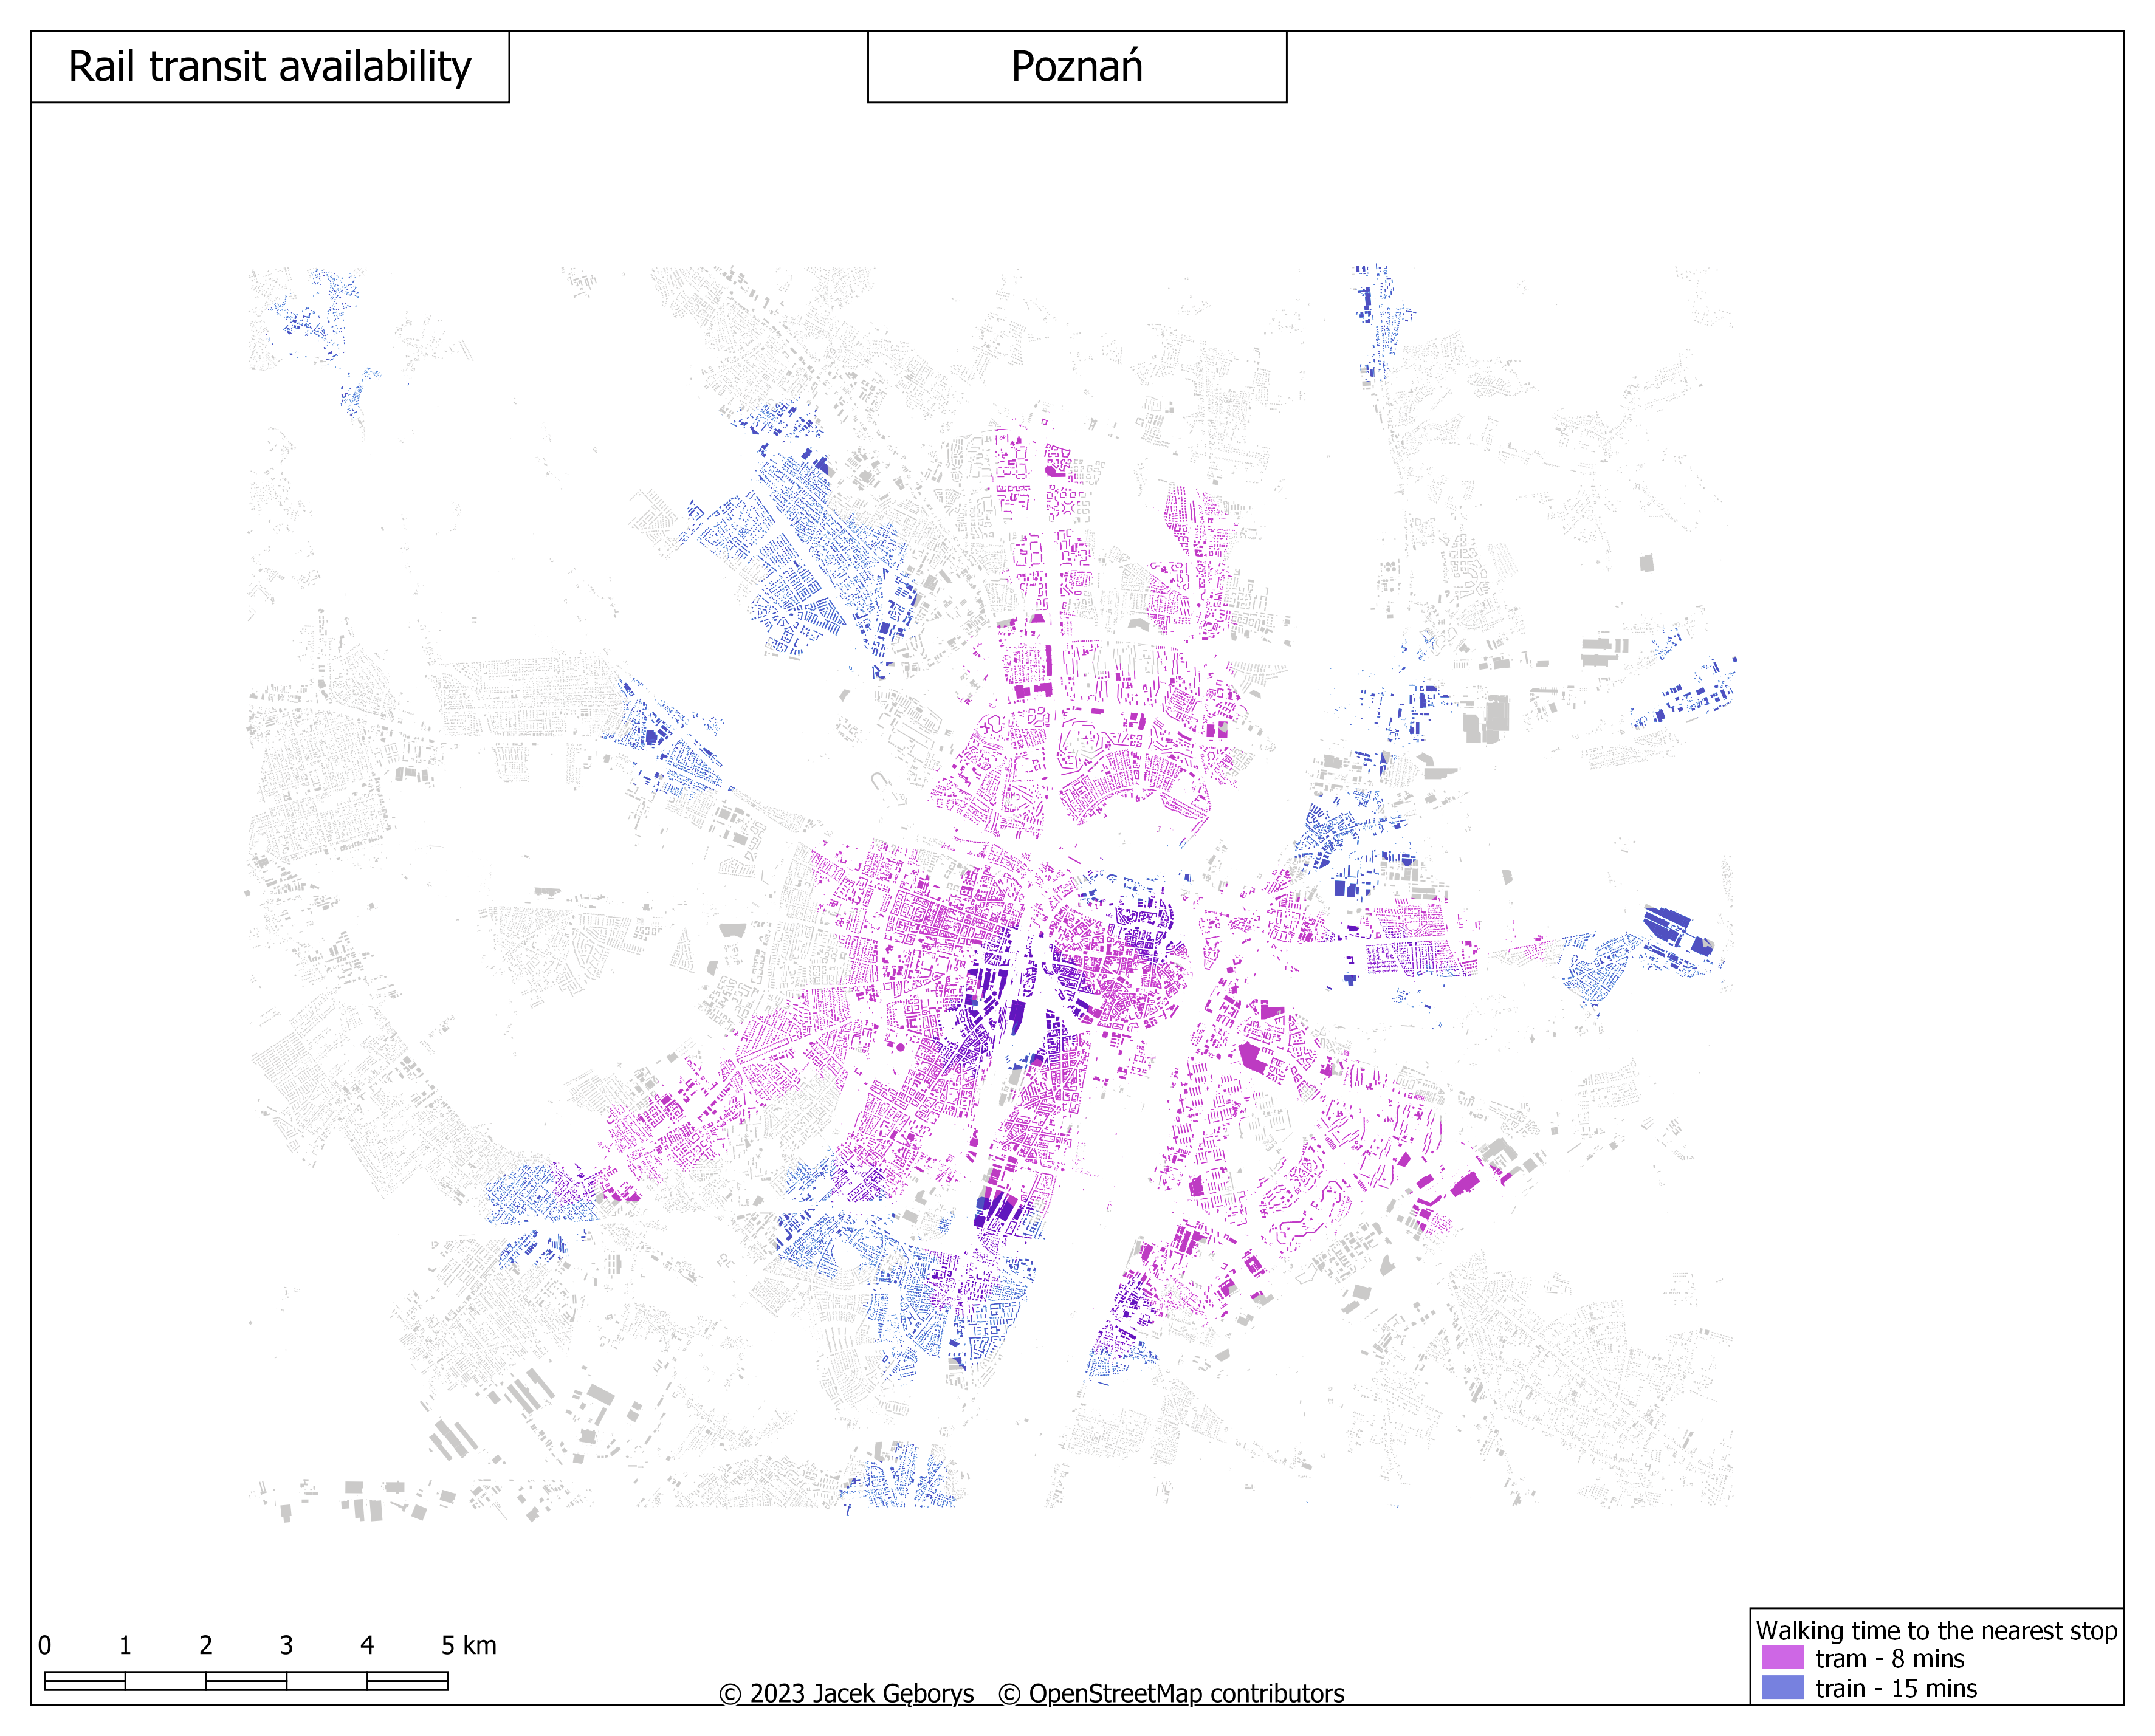 Rail transit availability
Poznań
0 1 2 3 4 5 km
© 2023 Jacek Gęborys © OpenStreetMap contributors
Walking time to the nearest stop
tram - 8 mins
train - 15 mins